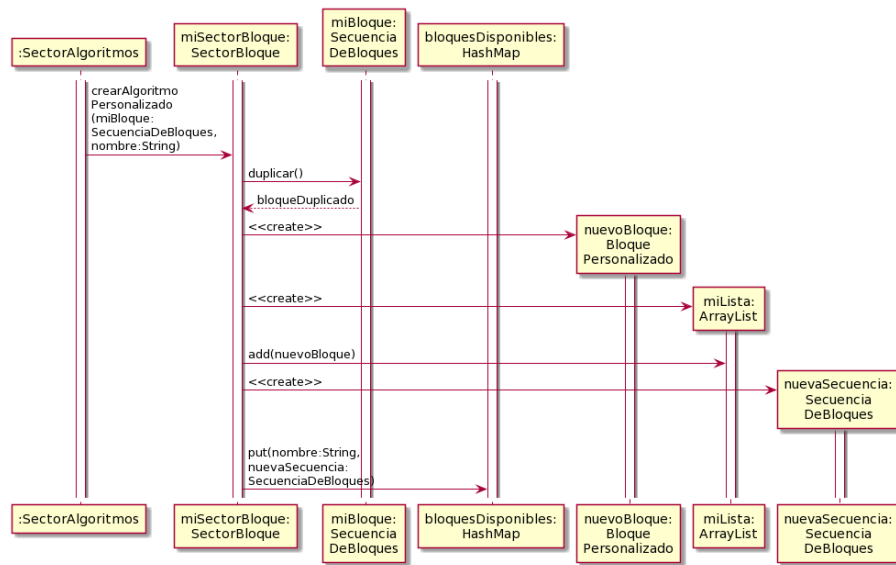 :SectorAlgoritmos
miSectorBloque:
SectorBloque
miBloque:
Secuencia
DeBloques
bloquesDisponibles:
HashMap
crearAlgoritmo
Personalizado
(miBloque:
SecuenciaDeBloques,
nombre:String)
duplicar()
bloqueDuplicado
<<create>>
nuevoBloque:
Bloque
Personalizado
<<create>>
miLista:
ArrayList
add(nuevoBloque)
<<create>>
nuevaSecuencia:
Secuencia
DeBloques
put(nombre:String,
nuevaSecuencia:
SecuenciaDeBloques)
:SectorAlgoritmos
miSectorBloque:
SectorBloque
miBloque:
Secuencia
DeBloques
bloquesDisponibles:
HashMap
nuevoBloque:
Bloque
Personalizado
miLista:
ArrayList
nuevaSecuencia:
Secuencia
DeBloques